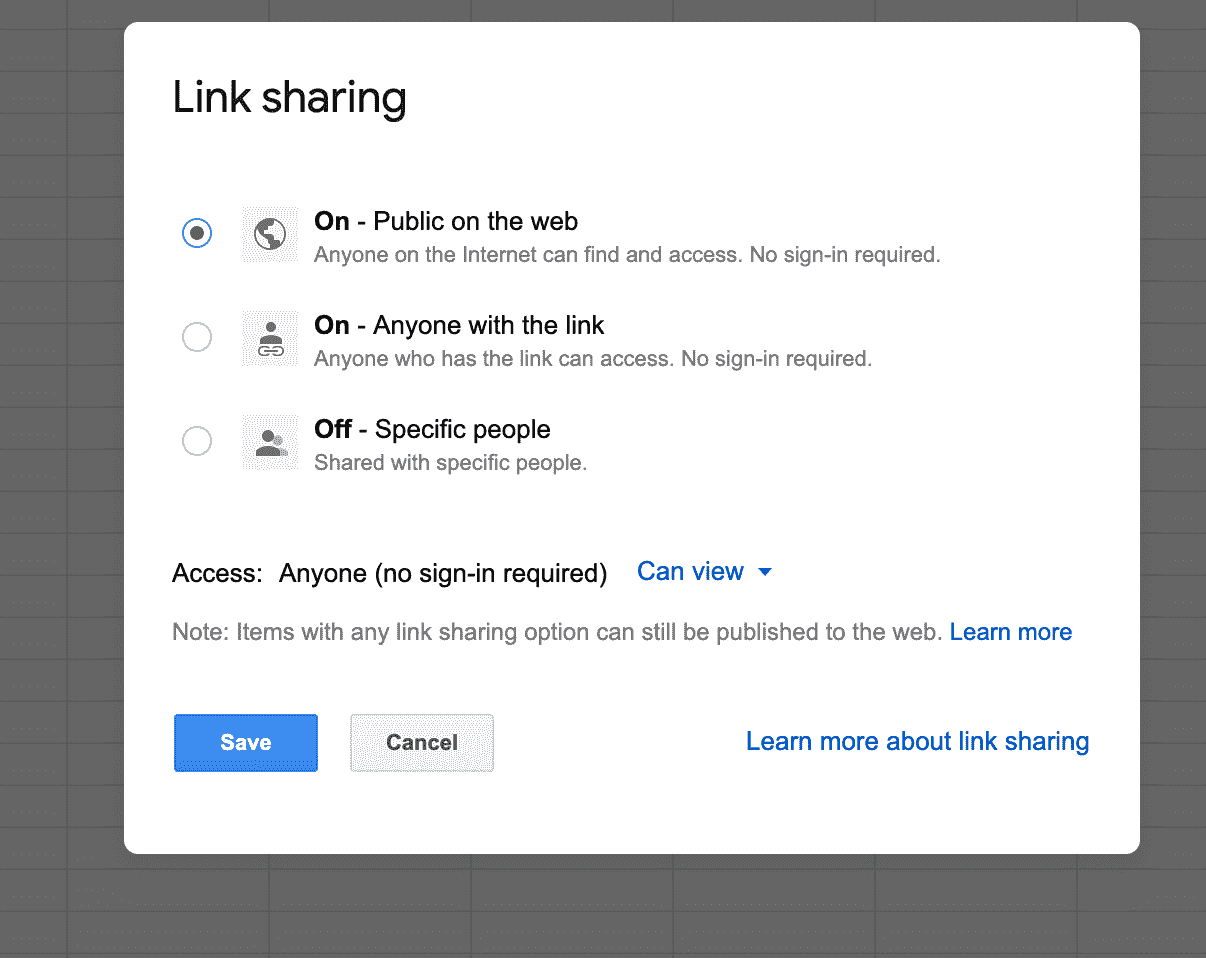 Link sharing
On - Public on the web
Anyone on the Internet can find and access. No sign-in required.
On - Anyone with the link
Anyone who has the link can access. No sign-in required.
Off - Specific people
Shared with specific people.
Access: Anyone (no sign-in required) Can view
Note: Items with any link sharing option can still be published to the web. Learn more
Save Cancel Learn more about link sharing